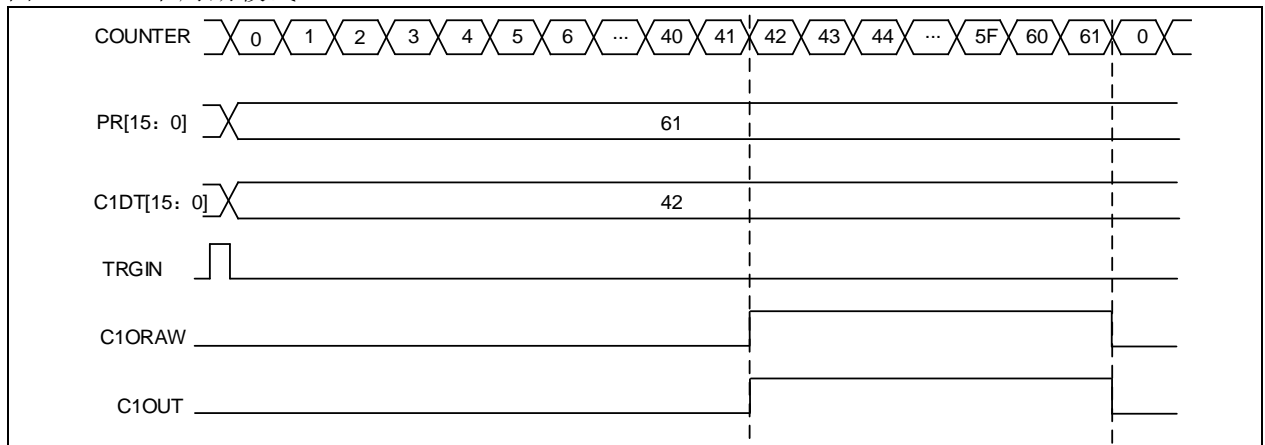 COUNTER 0 1 2 3 4 5 6 ... 40 41 42 43 44 ... 5F 60 61 0
PR[15：0] 61
C1DT[15：0] 42
TRGIN
C1ORAW
C1OUT